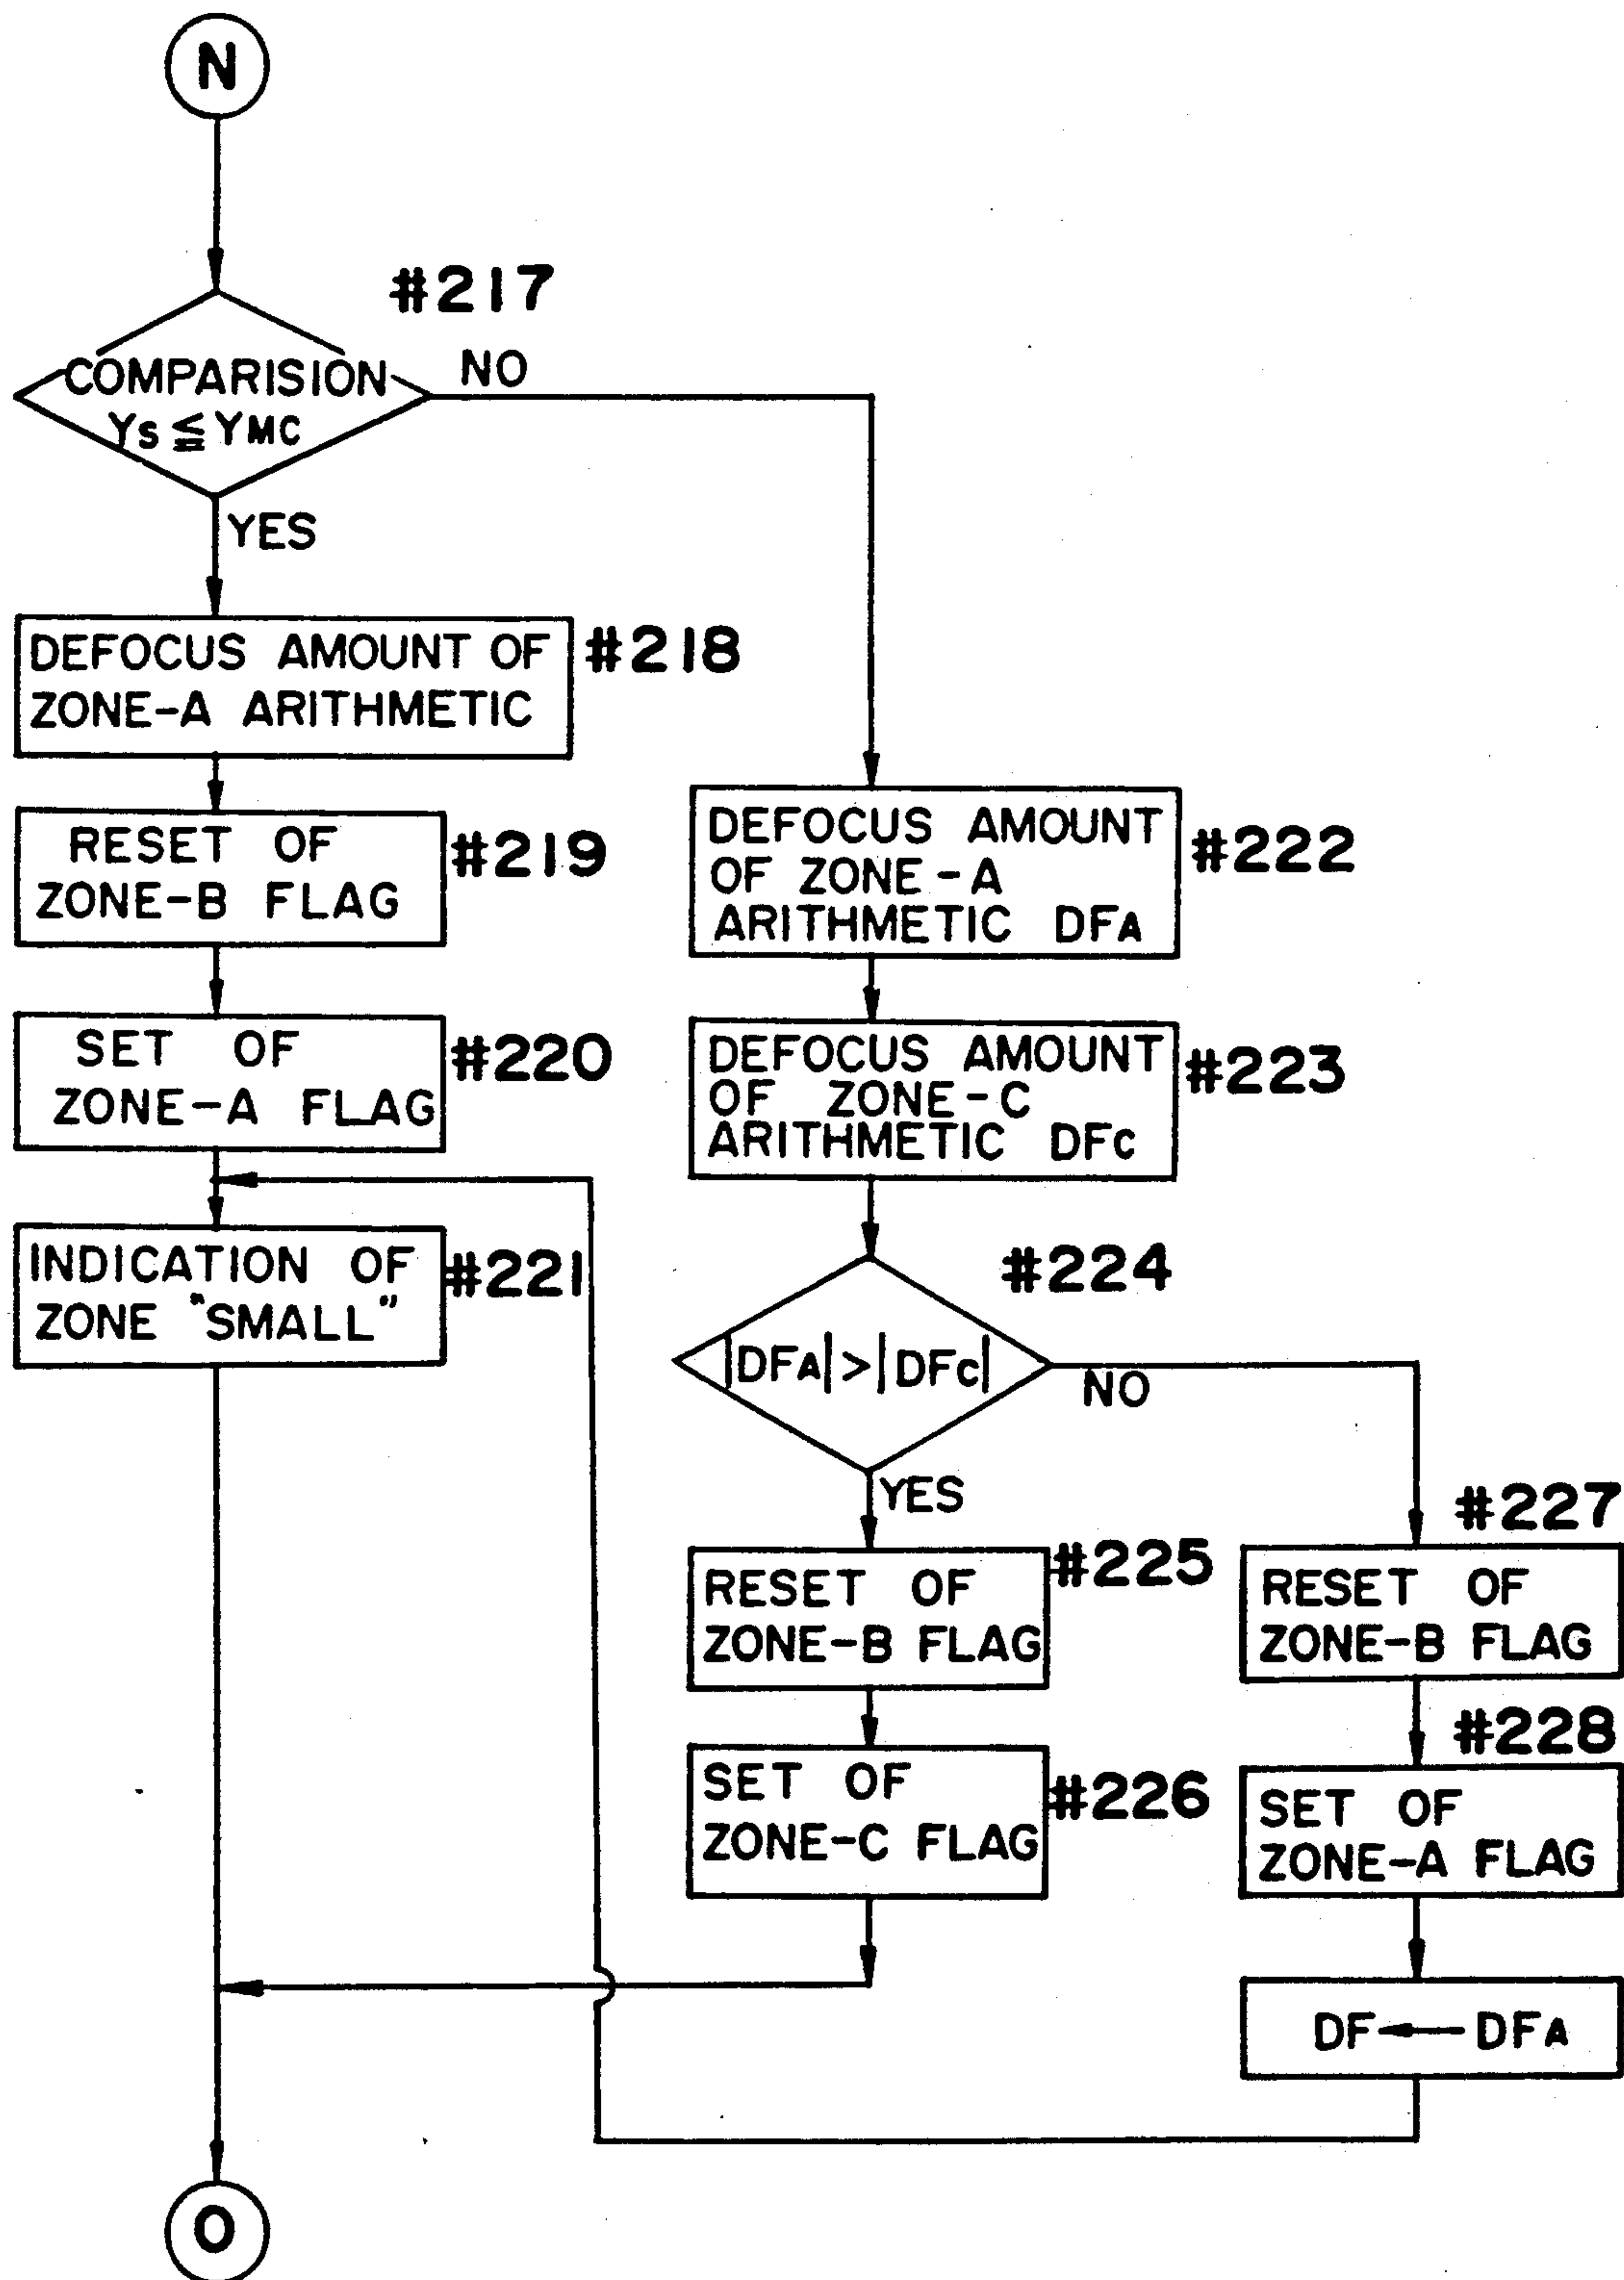 N
#217
COMPARISION
Ys ≦ YMC
NO
YES
DEFOCUS AMOUNT OF
ZONE-A ARITHMETIC
#218
RESET OF
ZONE-B FLAG
#219
SET OF
ZONE-A FLAG
#220
INDICATION OF
ZONE "SMALL"
#221
DEFOCUS AMOUNT
OF ZONE-A
ARITHMETIC DFA
#222
DEFOCUS AMOUNT
OF ZONE-C
ARITHMETIC DFC
#223
#224
|DFA|>|DFC|
NO
YES
RESET OF
ZONE-B FLAG
#225
SET OF
ZONE-C FLAG
#226
#227
RESET OF
ZONE-B FLAG
#228
SET OF
ZONE-A FLAG
DF ← DFA
O